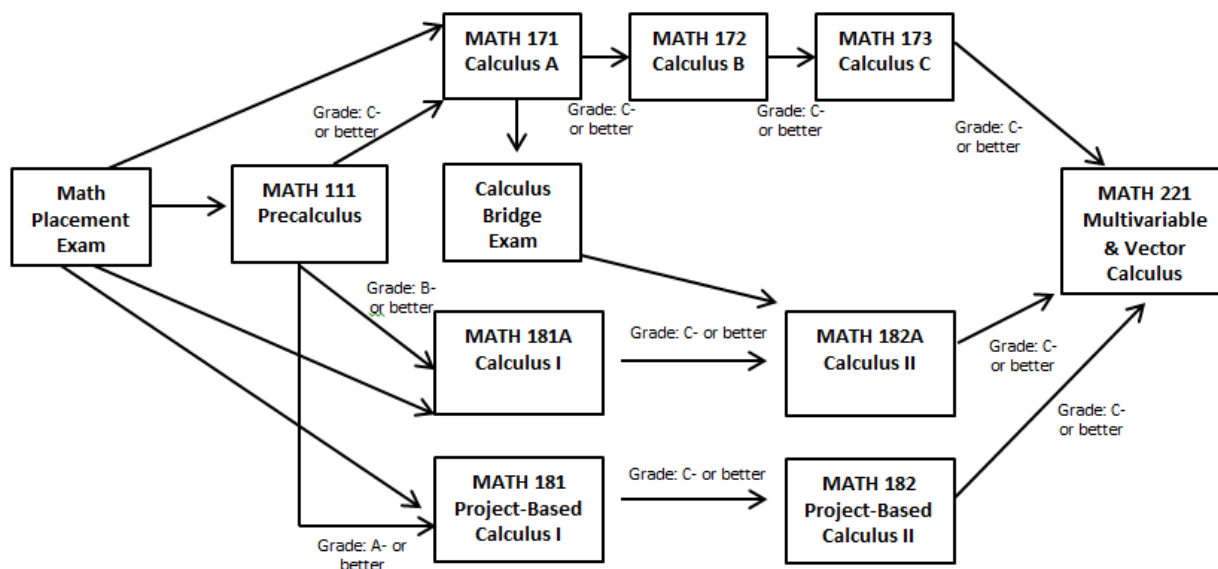 MATH 171
Calculus A
MATH 172
Calculus B
MATH 173
Calculus C
Grade: C-
or better
Grade: C-
or better
Grade: C-
or better
Grade: C-
or better
Math
Placement
Exam
MATH 111
Precalculus
Calculus
Bridge
Exam
MATH 221
Multivariable
& Vector
Calculus
Grade: B-
or better
MATH 181A
Calculus I
Grade: C- or better
MATH 182A
Calculus II
Grade: C-
or better
Grade: C-
or better
MATH 181
Project-Based
Calculus I
Grade: C- or better
MATH 182
Project-Based
Calculus II
Grade: A- or
better